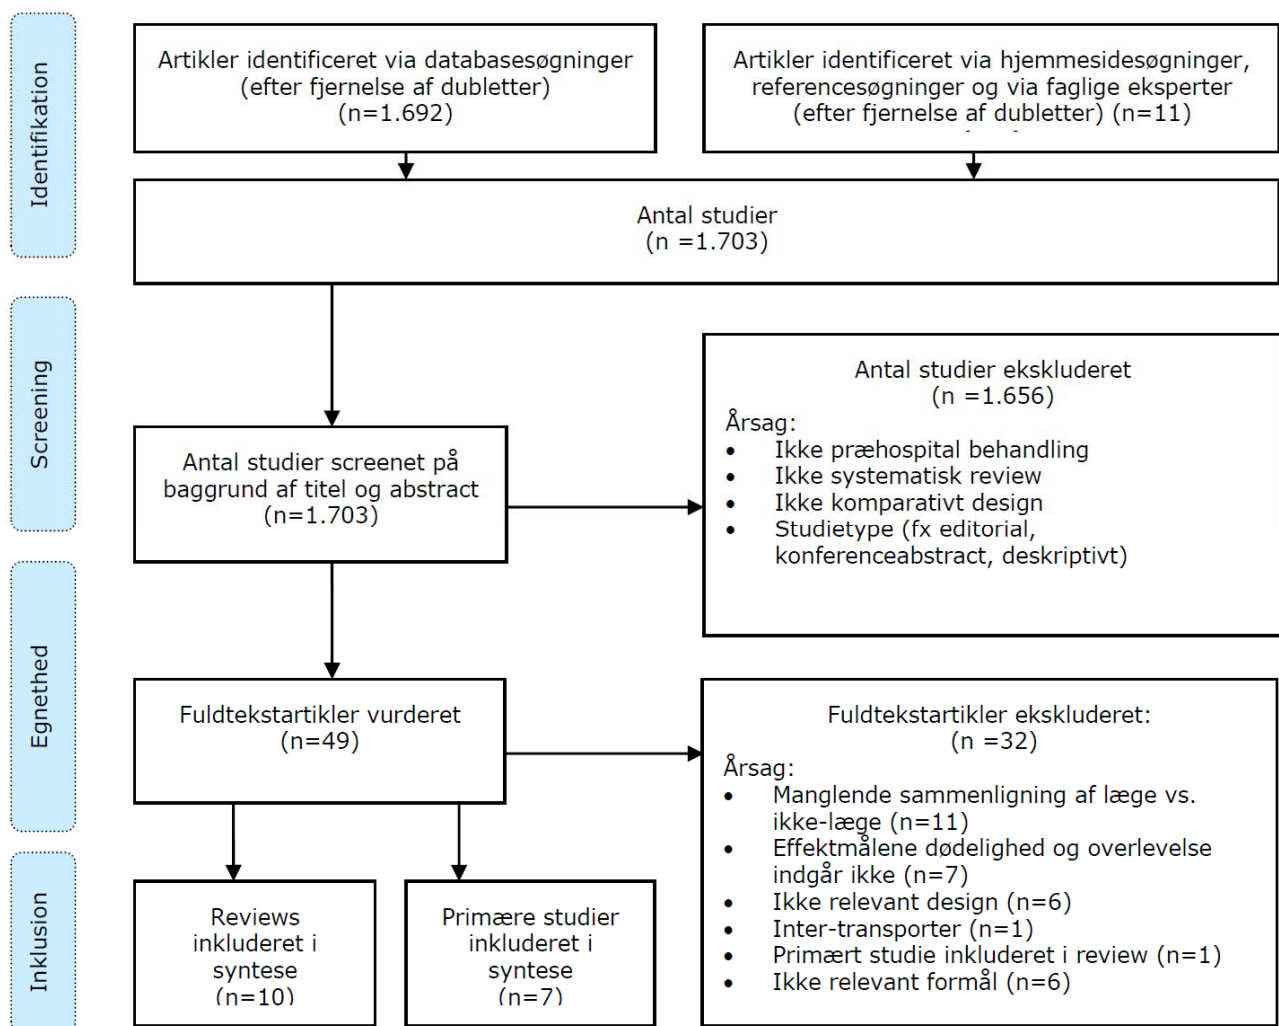 Identifikation
Artikler identificeret via databasesøgninger
(efter fjernelse af dubletter)
(n=1.692)
Artikler identificeret via hjemmesidesøgninger,
referencesøgninger og via faglige eksperter
(efter fjernelse af dubletter) (n=11)
Antal studier
(n =1.703)
Screening
Antal studier screenet på
baggrund af titel og abstract
(n=1.703)
Antal studier ekskluderet
(n =1.656)
Årsag:
• Ikke præhospital behandling
• Ikke systematisk review
• Ikke komparativt design
• Studietype (fx editorial,
konferenceabstract, deskriptivt)
Egnethed
Fuldtekstartikler vurderet
(n=49)
Fuldtekstartikler ekskluderet:
(n =32)
Årsag:
• Manglende sammenligning af læge vs.
ikke-læge (n=11)
• Effektmålene dødelighed og overlevelse
indgår ikke (n=7)
• Ikke relevant design (n=6)
• Inter-transporter (n=1)
• Primært studie inkluderet i review (n=1)
• Ikke relevant formål (n=6)
Inklusion
Reviews
inkluderet i
syntese
(n=10)
Primære studier
inkluderet i
syntese
(n=7)